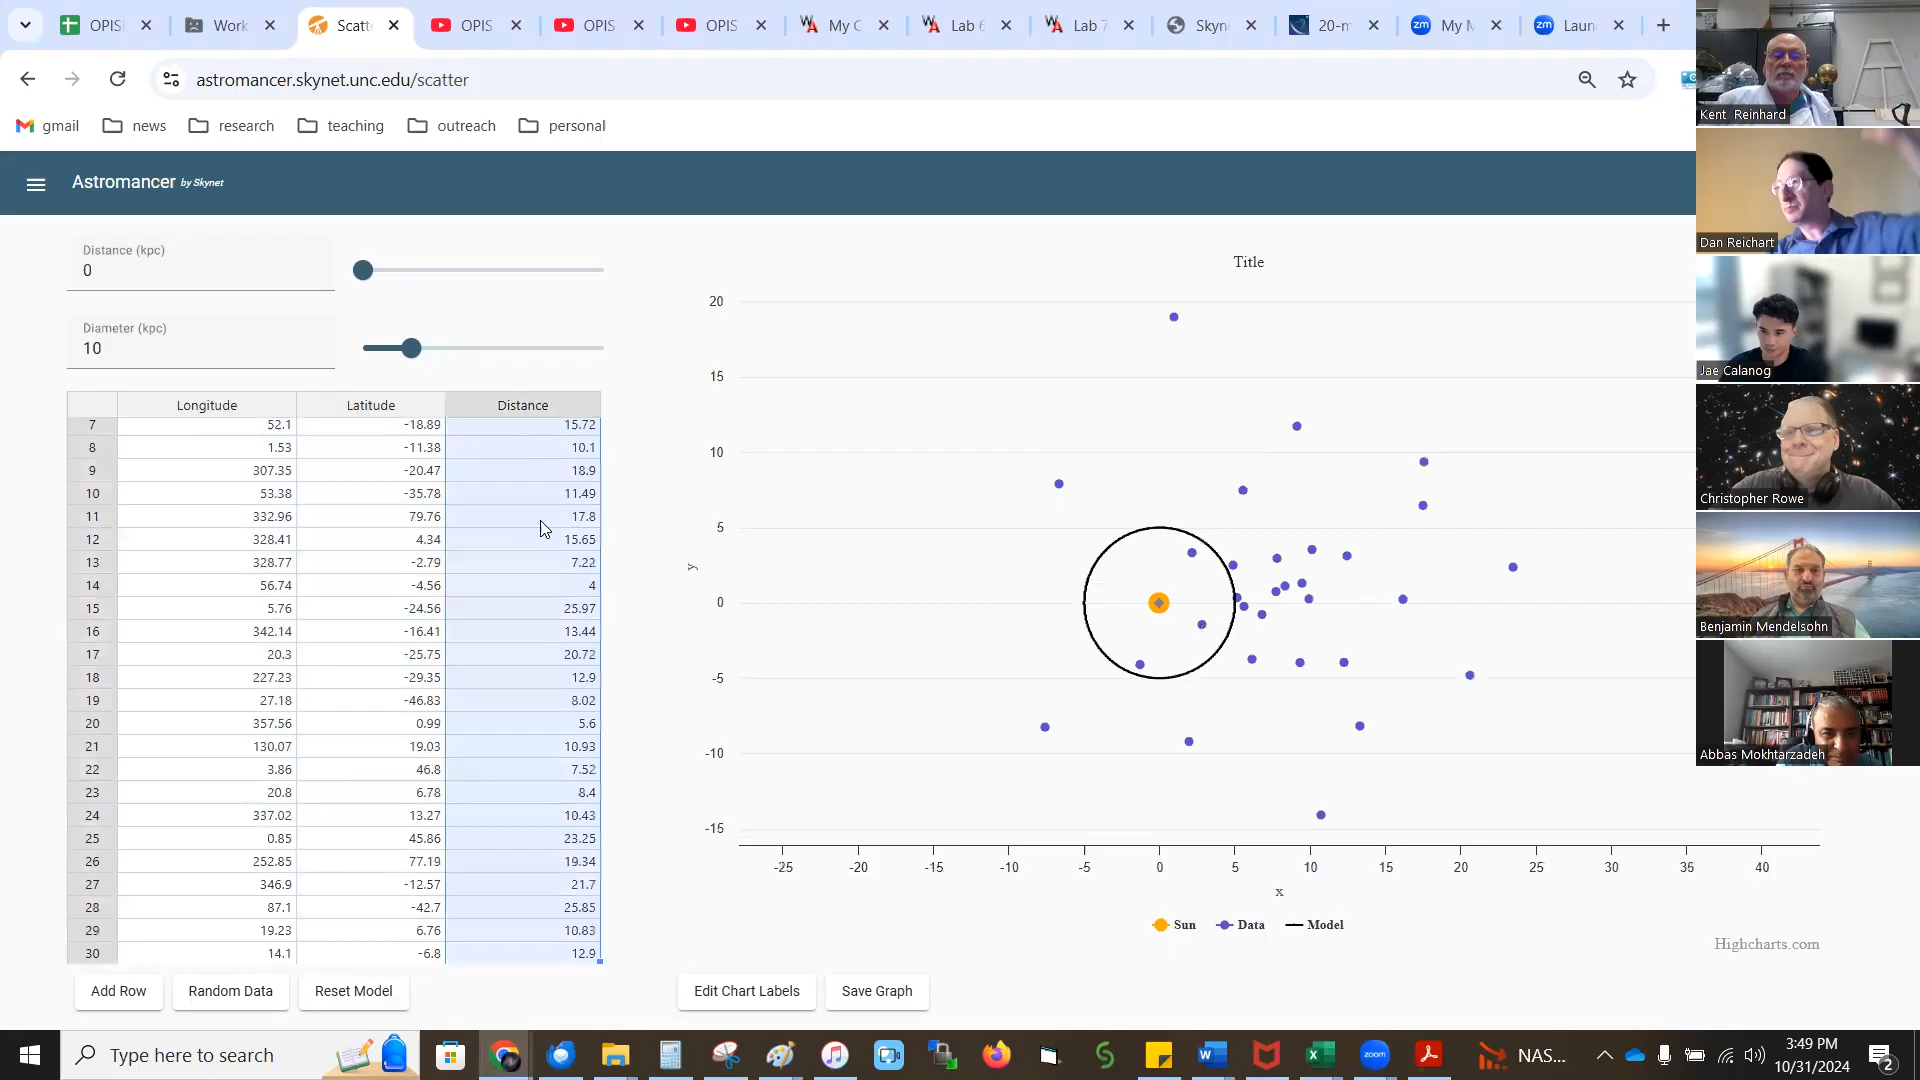 OPIS
Work
Scatt
OPIS
OPIS
OPIS
My C
Lab 6
Lab 7
Skyn
20-m
zm My M
zm Laun
astromancer.skynet.unc.edu/scatter
gmail
news
research
teaching
outreach
personal
Astromancer by Skynet
Distance (kpc)
0
Diameter (kpc)
10
Longitude Latitude Distance
7 52.1 -18.89 15.72
8 1.53 -11.38 10.1
9 307.35 -20.47 18.9
10 53.38 -35.78 11.49
11 332.96 79.76 17.8
12 328.41 4.34 15.65
13 328.77 -2.79 7.22
14 56.74 -4.56 4
15 5.76 -24.56 25.97
16 342.14 -16.41 13.44
17 20.3 -25.75 20.72
18 227.23 -29.35 12.9
19 27.18 -46.83 8.02
20 357.56 0.99 5.6
21 130.07 19.03 10.93
22 3.86 46.8 7.52
23 20.8 6.78 8.4
24 337.02 13.27 10.43
25 0.85 45.86 23.25
26 252.85 77.19 19.34
27 346.9 -12.57 21.7
28 87.1 -42.7 25.85
29 19.23 6.76 10.83
30 14.1 -6.8 12.9
Add Row
Random Data
Reset Model
Title
20
15
10
5
0
-5
-10
-15
y
-25 -20 -15 -10 -5 0 5 10 15 20 25 30 35 40
x
Sun Data Model
Highcharts.com
Edit Chart Labels
Save Graph
Kent Reinhard
Dan Reichart
Jae Calanog
Christopher Rowe
Benjamin Mendelsohn
Abbas Mokhtarzadeh
Type here to search
zoom
NAS...
3:49 PM
10/31/2024
2